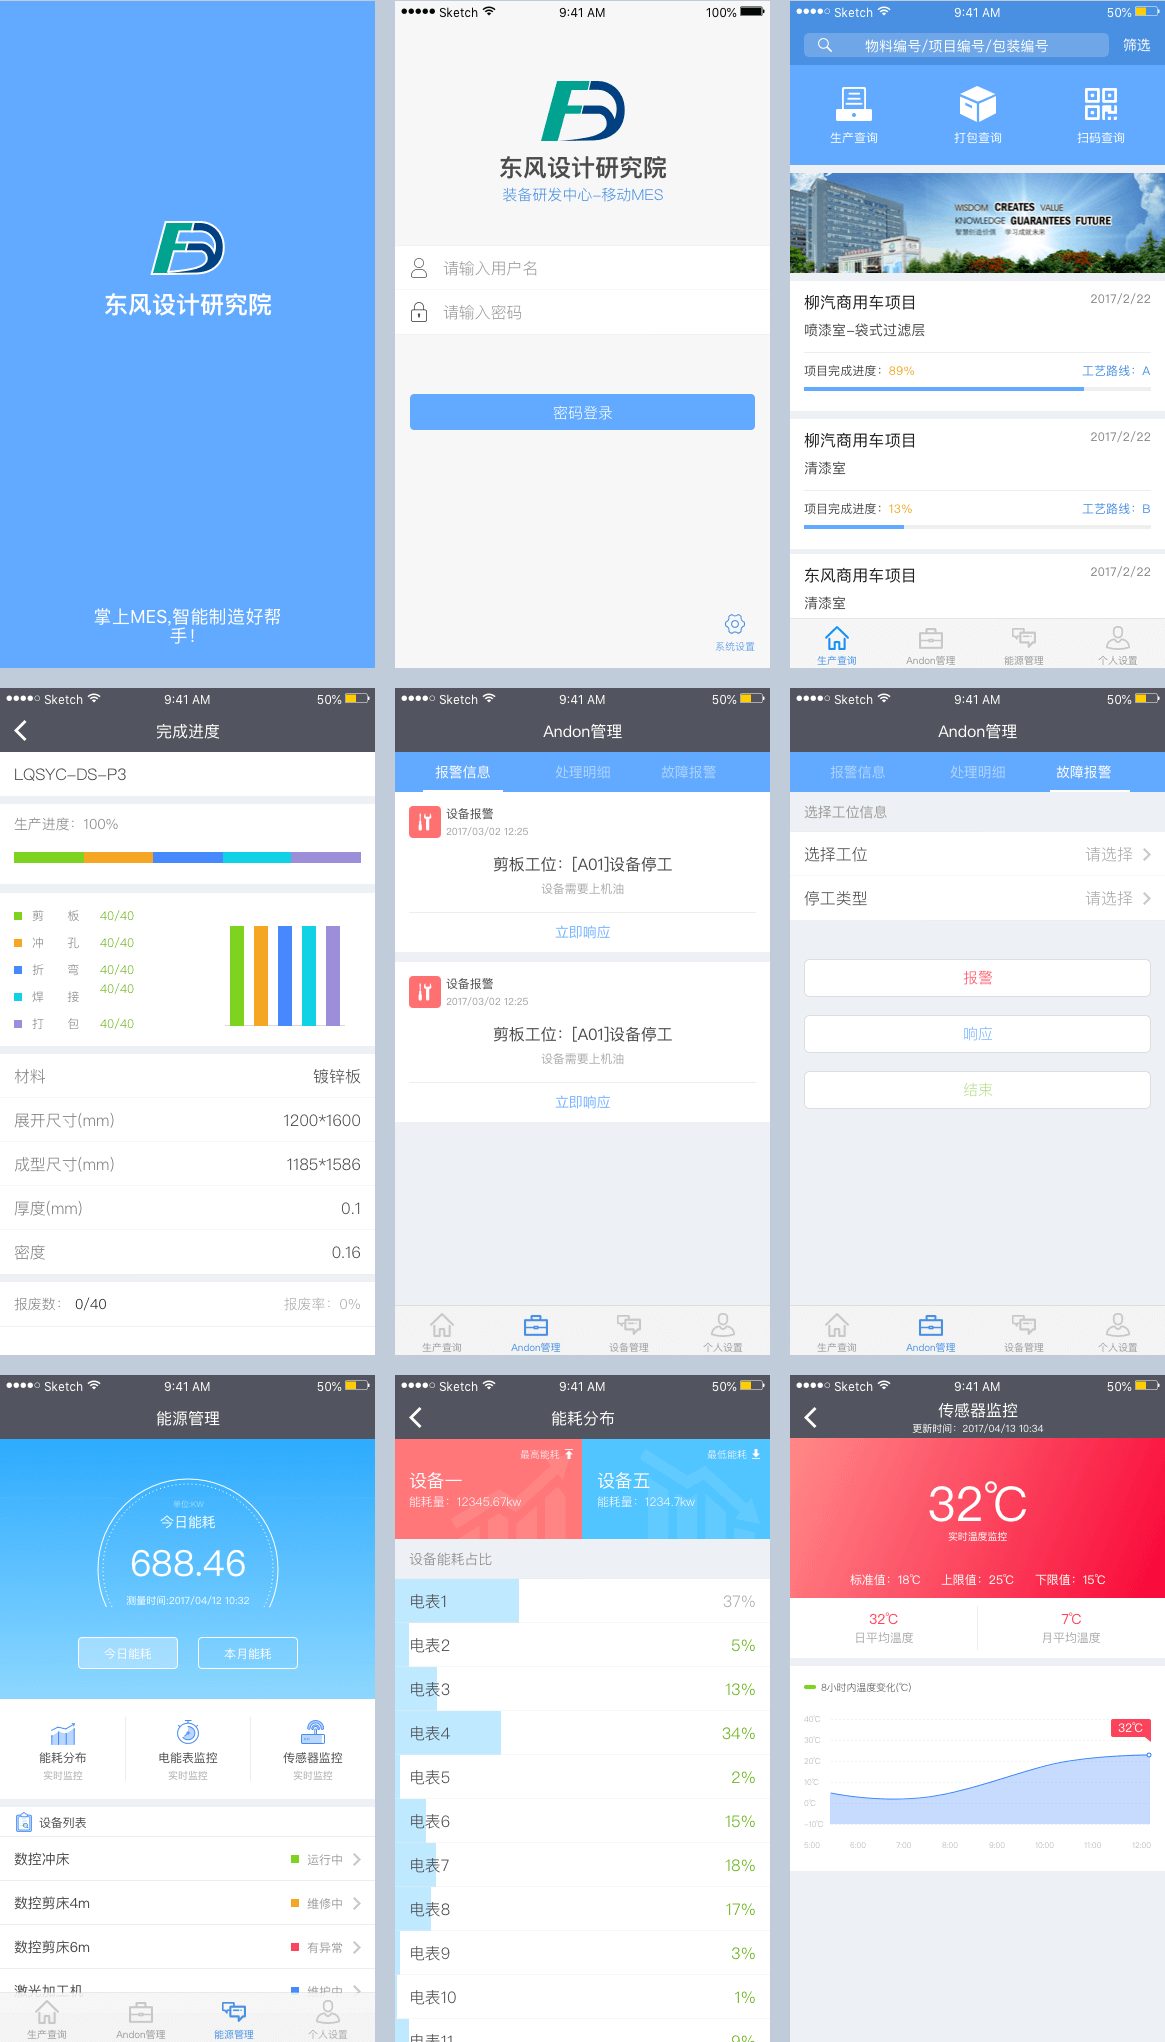 东风设计研究院
掌上MES,智能制造好帮
手！
Sketch 9:41 AM 100%
东风设计研究院
装备研发中心-移动MES
请输入用户名
请输入密码
密码登录
系统设置
Sketch 9:41 AM 50%
物料编号/项目编号/包装编号 筛选
生产查询 打包查询 扫码查询
WISDOM CREATES VALUE
KNOWLEDGE GUARANTEES FUTURE
智慧创造价值 学习成就未来
柳汽商用车项目 2017/2/22
喷漆室-袋式过滤层
项目完成进度：89% 工艺路线：A
柳汽商用车项目 2017/2/22
清漆室
项目完成进度：13% 工艺路线：B
东风商用车项目 2017/2/22
清漆室
生产查询 Andon管理 能源管理 个人设置
Sketch 9:41 AM 50%
完成进度
LQSYC-DS-P3
生产进度：100%
剪 板 40/40
冲 孔 40/40
折 弯 40/40
焊 接 40/40
打 包 40/40
材料 镀锌板
展开尺寸(mm) 1200*1600
成型尺寸(mm) 1185*1586
厚度(mm) 0.1
密度 0.16
报废数： 0/40 报废率：0%
Sketch 9:41 AM 50%
Andon管理
报警信息 处理明细 故障报警
设备报警
2017/03/02 12:25
剪板工位：[A01]设备停工
设备需要上机油
立即响应
设备报警
2017/03/02 12:25
剪板工位：[A01]设备停工
设备需要上机油
立即响应
生产查询 Andon管理 设备管理 个人设置
Sketch 9:41 AM 50%
Andon管理
报警信息 处理明细 故障报警
选择工位信息
选择工位 请选择
停工类型 请选择
报警
响应
结束
生产查询 Andon管理 设备管理 个人设置
Sketch 9:41 AM 50%
能源管理
单位:KW
今日能耗
688.46
测量时间:2017/04/12 10:32
今日能耗 本月能耗
能耗分布 电能表监控 传感器监控
实时监控 实时监控 实时监控
设备列表
数控冲床 运行中
数控剪床4m 维修中
数控剪床6m 有异常
激光加工机 维护中
生产查询 Andon管理 能源管理 个人设置
Sketch 9:41 AM 50%
能耗分布
最高能耗 最低能耗
设备一 设备五
能耗量：12345.67kw 能耗量：1234.7kw
设备能耗占比
电表1 37%
电表2 5%
电表3 13%
电表4 34%
电表5 2%
电表6 15%
电表7 18%
电表8 17%
电表9 3%
电表10 1%
电表11 9%
Sketch 9:41 AM 50%
传感器监控
更新时间：2017/04/13 10:34
32℃
实时温度监控
标准值：18℃ 上限值：25℃ 下限值：15℃
32℃ 7℃
日平均温度 月平均温度
8小时内温度变化(℃)
40℃
32℃
30℃
20℃
10℃
0℃
-10℃
5:00 6:00 7:00 8:00 9:00 10:00 11:00 12:00